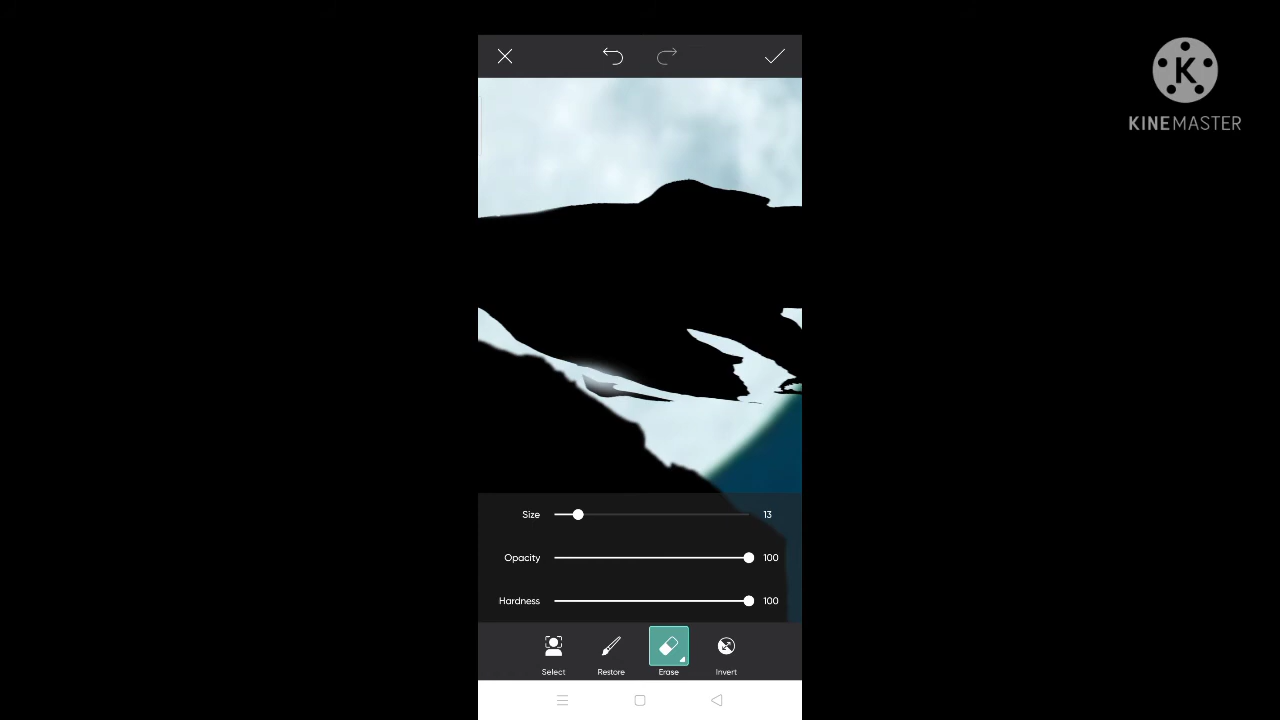 K
KINEMASTER
Size 13
Opacity 100
Hardness 100
Select Restore Erase Invert